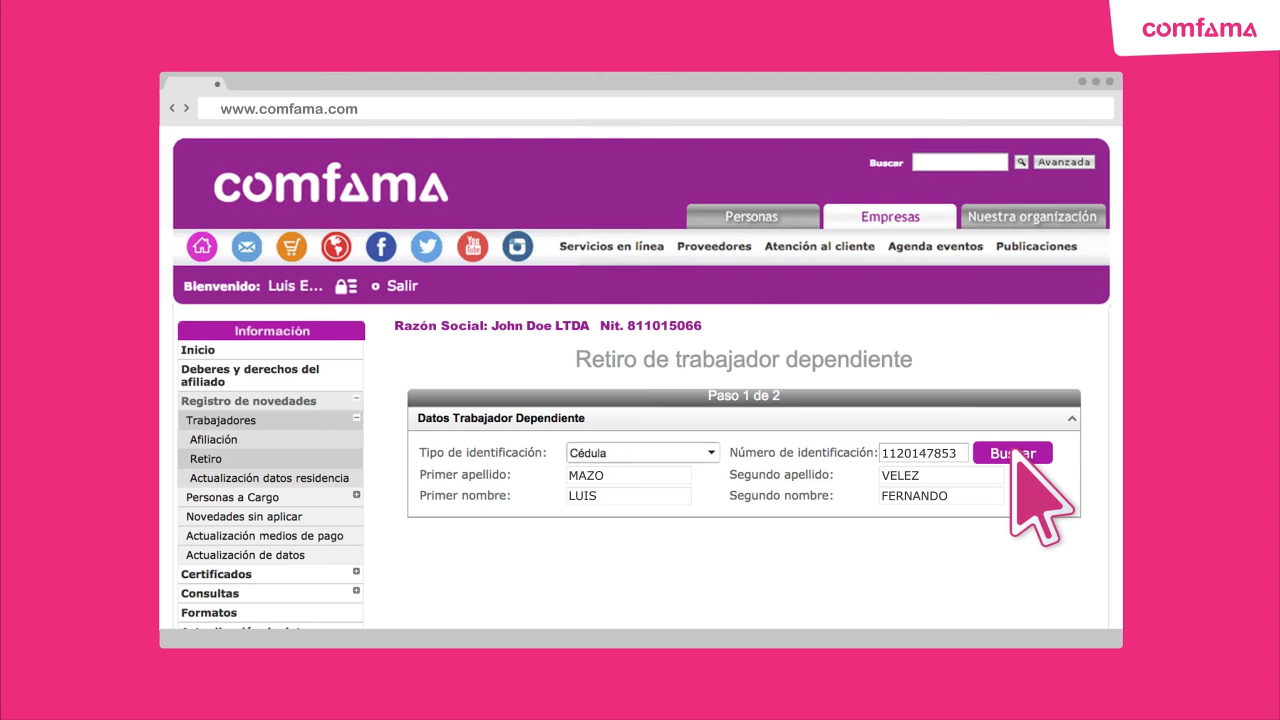 comfama
www.comfama.com
Buscar Avanzada
comfama
Personas Empresas Nuestra organización
Servicios en línea Proveedores Atención al cliente Agenda eventos Publicaciones
Bienvenido: Luis E... Salir
Razón Social: John Doe LTDA Nit. 811015066
Retiro de trabajador dependiente
Información
Inicio
Deberes y derechos del
afiliado
Registro de novedades
Trabajadores
Afiliación
Retiro
Actualización datos residencia
Personas a Cargo
Novedades sin aplicar
Actualización medios de pago
Actualización de datos
Certificados
Consultas
Formatos
Paso 1 de 2
Datos Trabajador Dependiente
Tipo de identificación: Cédula Número de identificación: 1120147853 Buscar
Primer apellido: MAZO Segundo apellido: VELEZ
Primer nombre: LUIS Segundo nombre: FERNANDO